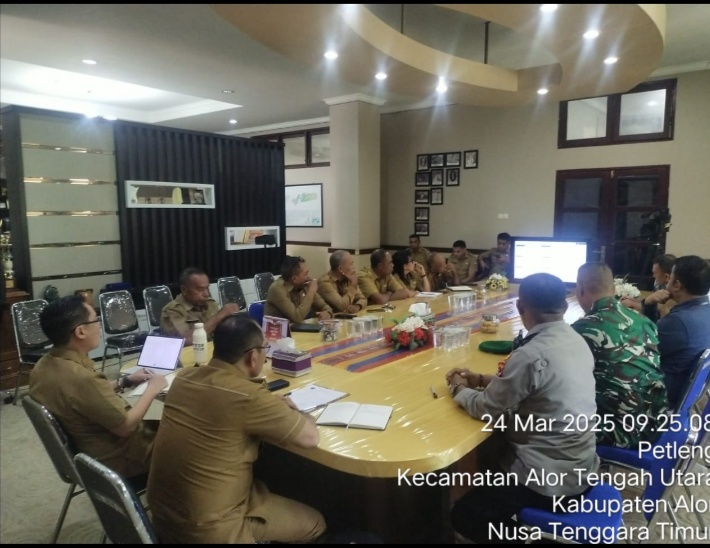 24 Mar 2025 09.25.08
Petleng
Kecamatan Alor Tengah Utara
Kabupaten Alor
Nusa Tenggara Timur